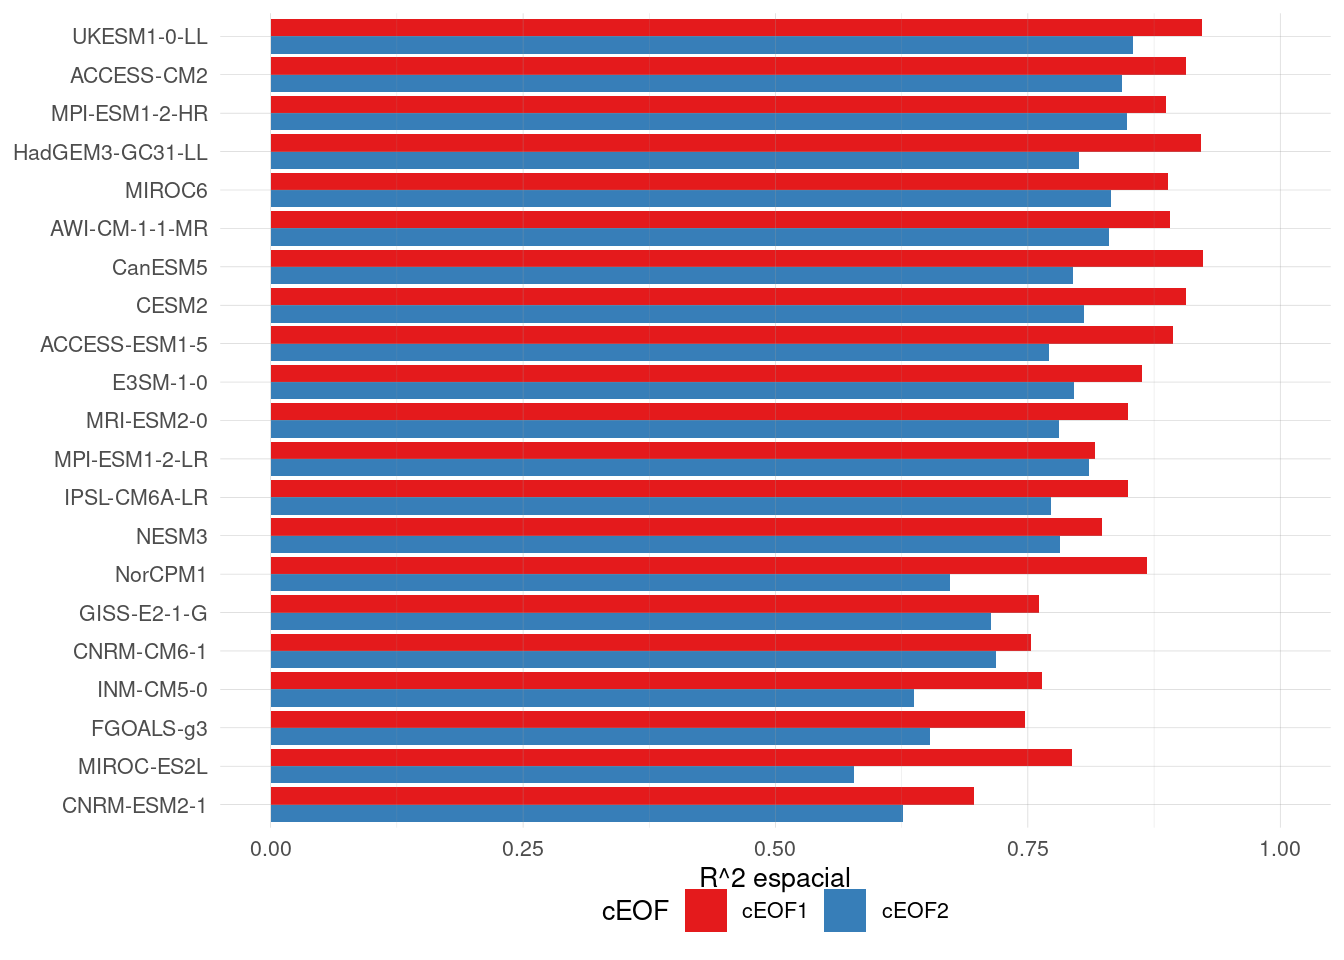 UKESM1-0-LL
ACCESS-CM2
MPI-ESM1-2-HR
HadGEM3-GC31-LL
MIROC6
AWI-CM-1-1-MR
CanESM5
CESM2
ACCESS-ESM1-5
E3SM-1-0
MRI-ESM2-0
MPI-ESM1-2-LR
IPSL-CM6A-LR
NESM3
NorCPM1
GISS-E2-1-G
CNRM-CM6-1
INM-CM5-0
FGOALS-g3
MIROC-ES2L
CNRM-ESM2-1
0.00 0.25 0.50 0.75 1.00
R^2 espacial
cEOF cEOF1 cEOF2